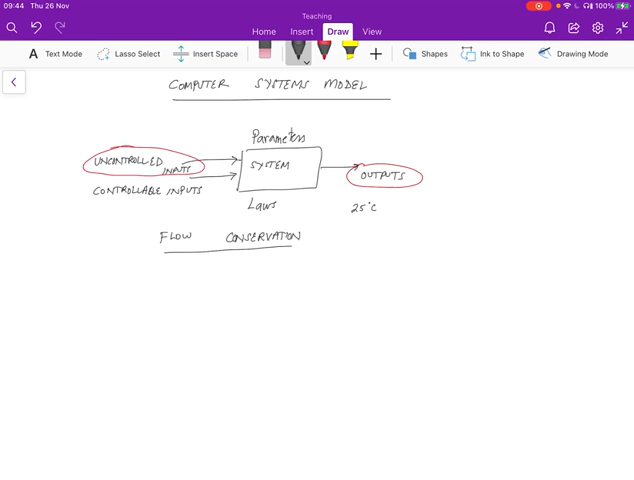 09:44 Thu 26 Nov
100%
Teaching
Home Insert Draw View
A Text Mode Lasso Select Insert Space Shapes Ink to Shape Drawing Mode
COMPUTER SYSTEMS MODEL
Parameters
UNCONTROLLED
INPUTS
SYSTEM
OUTPUTS
CONTROLLABLE INPUTS
Laws
25°C
FLOW CONSERVATION